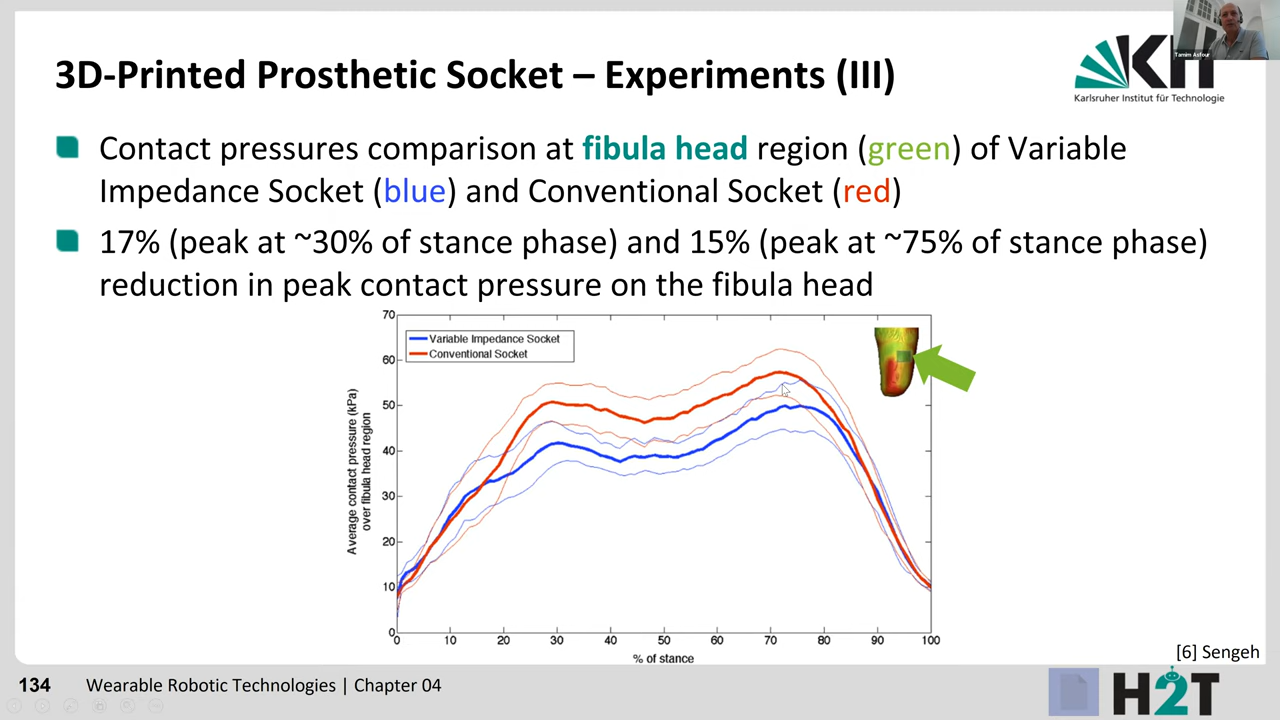 3D-Printed Prosthetic Socket – Experiments (III)
Tamim Asfour
KIT
Karlsruher Institut für Technologie
Contact pressures comparison at fibula head region (green) of Variable
Impedance Socket (blue) and Conventional Socket (red)
17% (peak at ~30% of stance phase) and 15% (peak at ~75% of stance phase)
reduction in peak contact pressure on the fibula head
Variable Impedance Socket
Conventional Socket
Average contact pressure (kPa)
over fibula head region
70
60
50
40
30
20
10
0
0 10 20 30 40 50 60 70 80 90 100
% of stance
[6] Sengeh
134 Wearable Robotic Technologies | Chapter 04
H2T